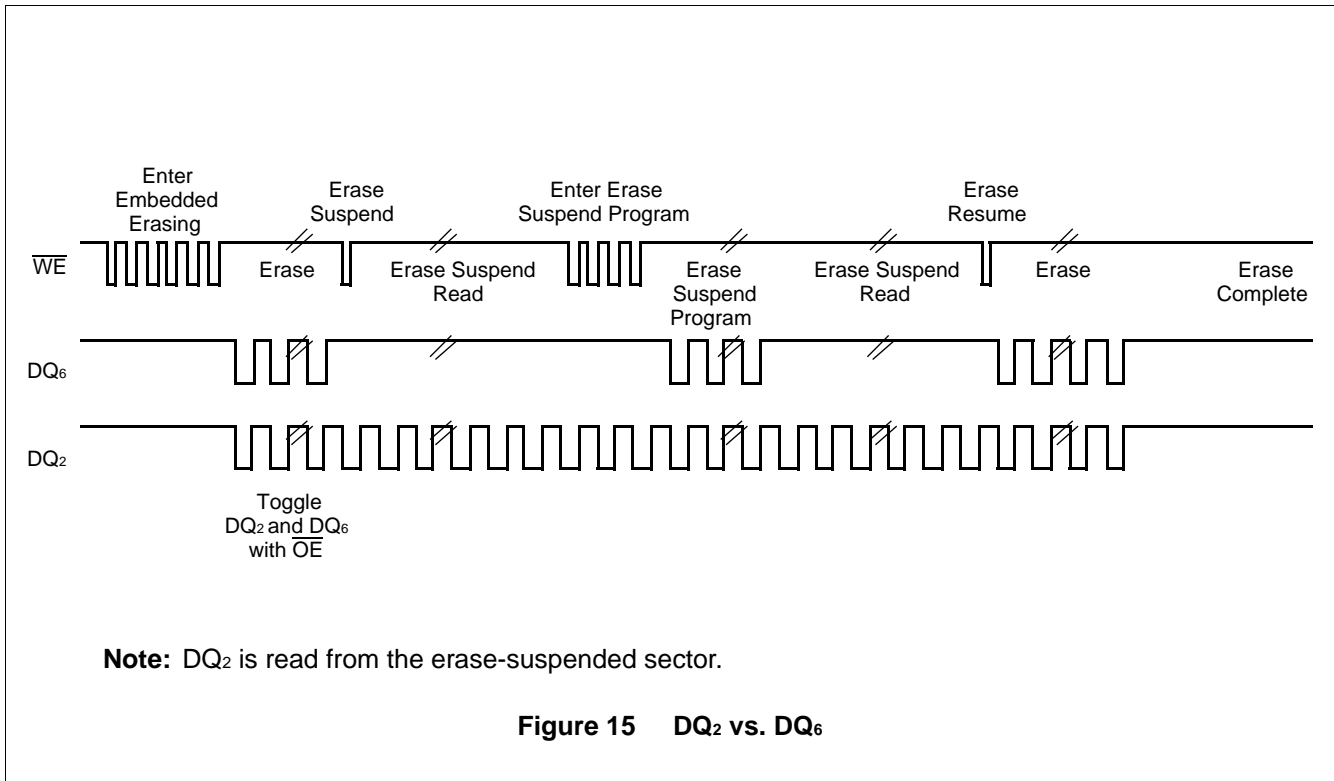 Enter
Embedded
Erasing
Erase
Suspend
Enter Erase
Suspend Program
Erase
Resume
WE
Erase
Erase Suspend
Read
Erase
Suspend
Program
Erase Suspend
Read
Erase
Erase
Complete
DQ6
DQ2
Toggle
DQ2 and DQ6
with OE
Note: DQ2 is read from the erase-suspended sector.
Figure 15 DQ2 vs. DQ6